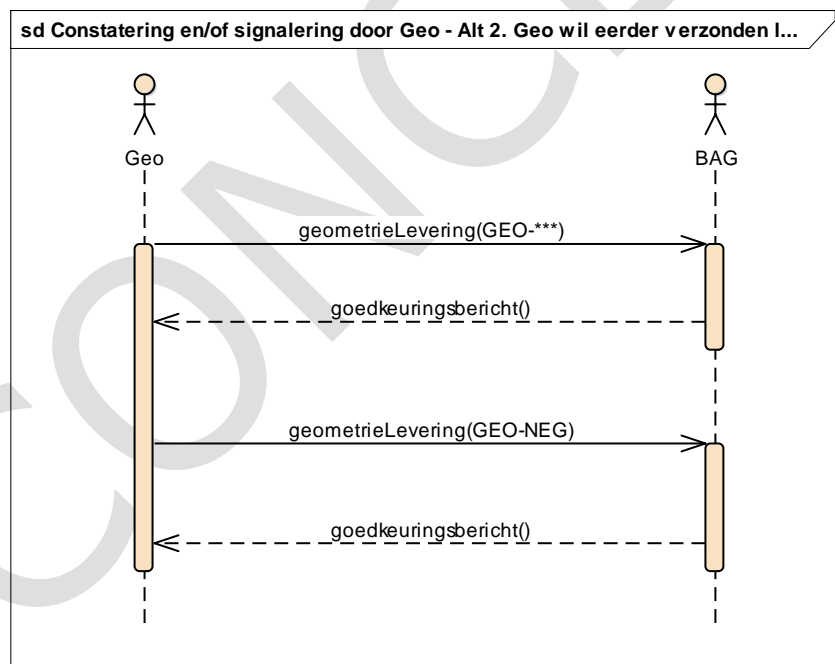 sd Constatering en/of signalering door Geo - Alt 2. Geo wil eerder verzonden l...
Geo
BAG
geometrieLevering(GEO-***)
goedkeuringsbericht()
geometrieLevering(GEO-NEG)
goedkeuringsbericht()